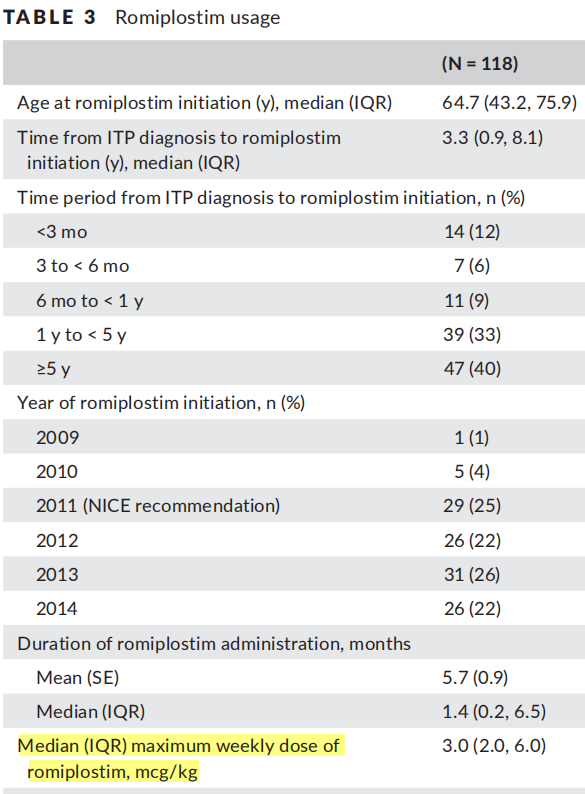 TABLE 3 Romiplostim usage
(N = 118)
Age at romiplostim initiation (y), median (IQR) 64.7 (43.2, 75.9)
Time from ITP diagnosis to romiplostim 3.3 (0.9, 8.1)
initiation (y), median (IQR)
Time period from ITP diagnosis to romiplostim initiation, n (%)
<3 mo 14 (12)
3 to < 6 mo 7 (6)
6 mo to < 1 y 11 (9)
1 y to < 5 y 39 (33)
≥5 y 47 (40)
Year of romiplostim initiation, n (%)
2009 1 (1)
2010 5 (4)
2011 (NICE recommendation) 29 (25)
2012 26 (22)
2013 31 (26)
2014 26 (22)
Duration of romiplostim administration, months
Mean (SE) 5.7 (0.9)
Median (IQR) 1.4 (0.2, 6.5)
Median (IQR) maximum weekly dose of 3.0 (2.0, 6.0)
romiplostim, mcg/kg